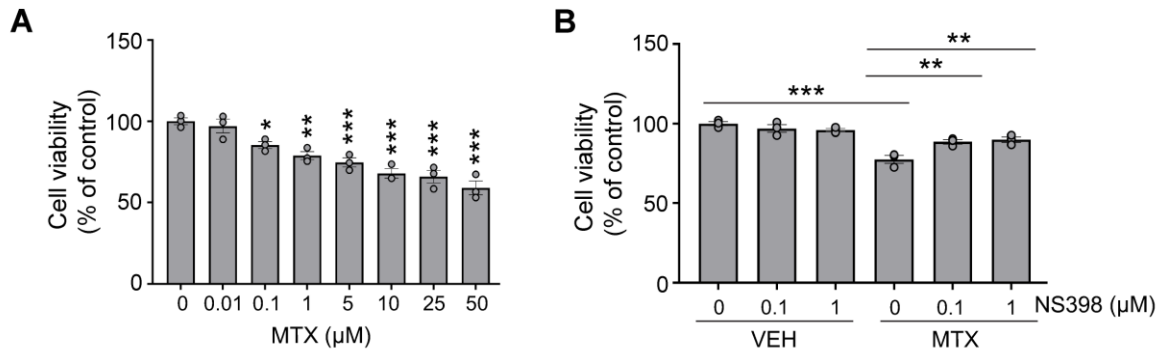 A
150
100
50
0
Cell viability
(% of control)
* ** *** *** *** ***
0 0.01 0.1 1 5 10 25 50
MTX (μM)
B
150
100
50
0
Cell viability
(% of control)
**
**
***
0 0.1 1 0 0.1 1 NS398 (μM)
VEH MTX